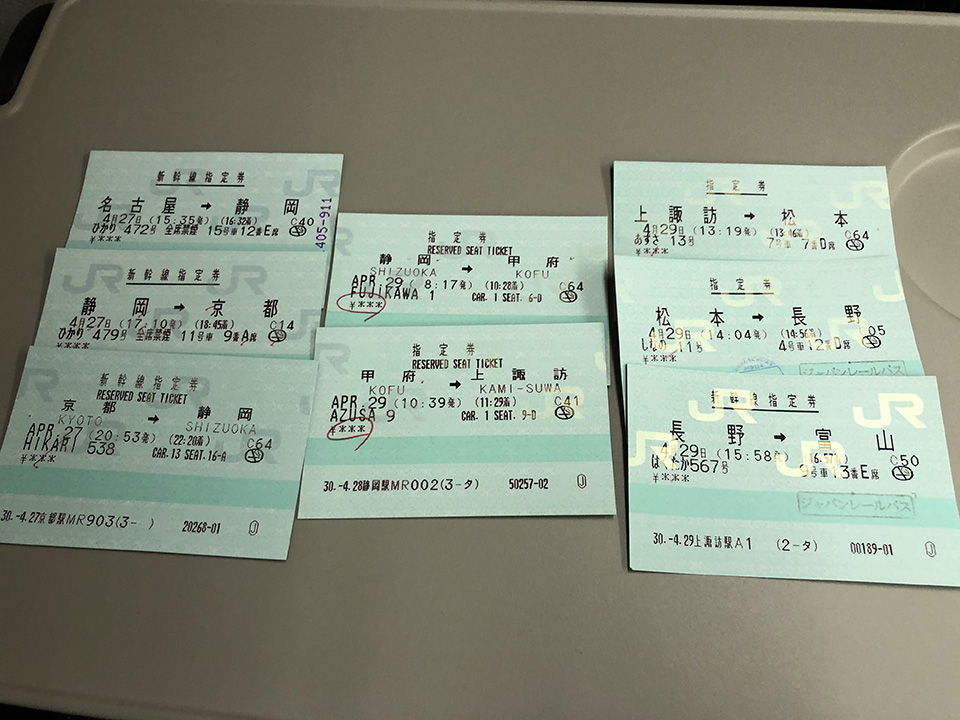 新幹線指定券
名古屋 → 静岡
4月27日 (15:35発) (16:32着) C40
ひかり 472号 全席禁煙 15号車12番E席
¥***
405-911
新幹線指定券
静岡 → 京都
4月27日 (17:10発) (18:45着) C14
ひかり 479号 全席禁煙 11号車 9番A席
¥***
新幹線指定券
RESERVED SEAT TICKET
京都 → 静岡
KYOTO SHIZUOKA
APR 27 (20:53発) (22:20着) C64
HIKARI 538 CAR.13 SEAT.16-A
¥***
30.-4.27京都駅MR903(3- ) 20268-01
指定券
RESERVED SEAT TICKET
静岡 → 甲府
SHIZUOKA KOFU
APR.29 ( 8:17発) (10:28着) C64
FUJIKAWA 1 CAR. 1 SEAT. 6-D
¥***
指定券
RESERVED SEAT TICKET
甲府 → 上諏訪
KOFU KAMI-SUWA
APR.29 (10:39発) (11:29着) C41
AZUSA 9 CAR. 1 SEAT. 9-D
¥***
30.-4.28静岡駅MR002(3-タ) 50257-02
指定券
上諏訪 → 松本
4月29日 (13:19発) (13:46着) C64
あずさ 13号 7号車 7番D席
¥***
指定券
松本 → 長野
4月29日 (14:04発) (14:56着) C05
しなの 11号 4号車12番D席
¥***
ジャパンレールパス
新幹線指定券
長野 → 富山
4月29日 (15:58発) C50
はくたか567号 9号車13番E席
¥***
ジャパンレールパス
30.-4.29上諏訪駅A1 (2-タ) 00189-01